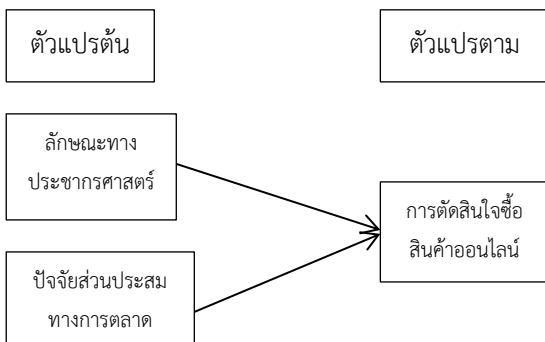 ตัวแปรต้น
ตัวแปรตาม
ลักษณะทาง
ประชากรศาสตร์
การตัดสินใจซื้อ
สินค้าออนไลน์
ปัจจัยส่วนประสม
ทางการตลาด